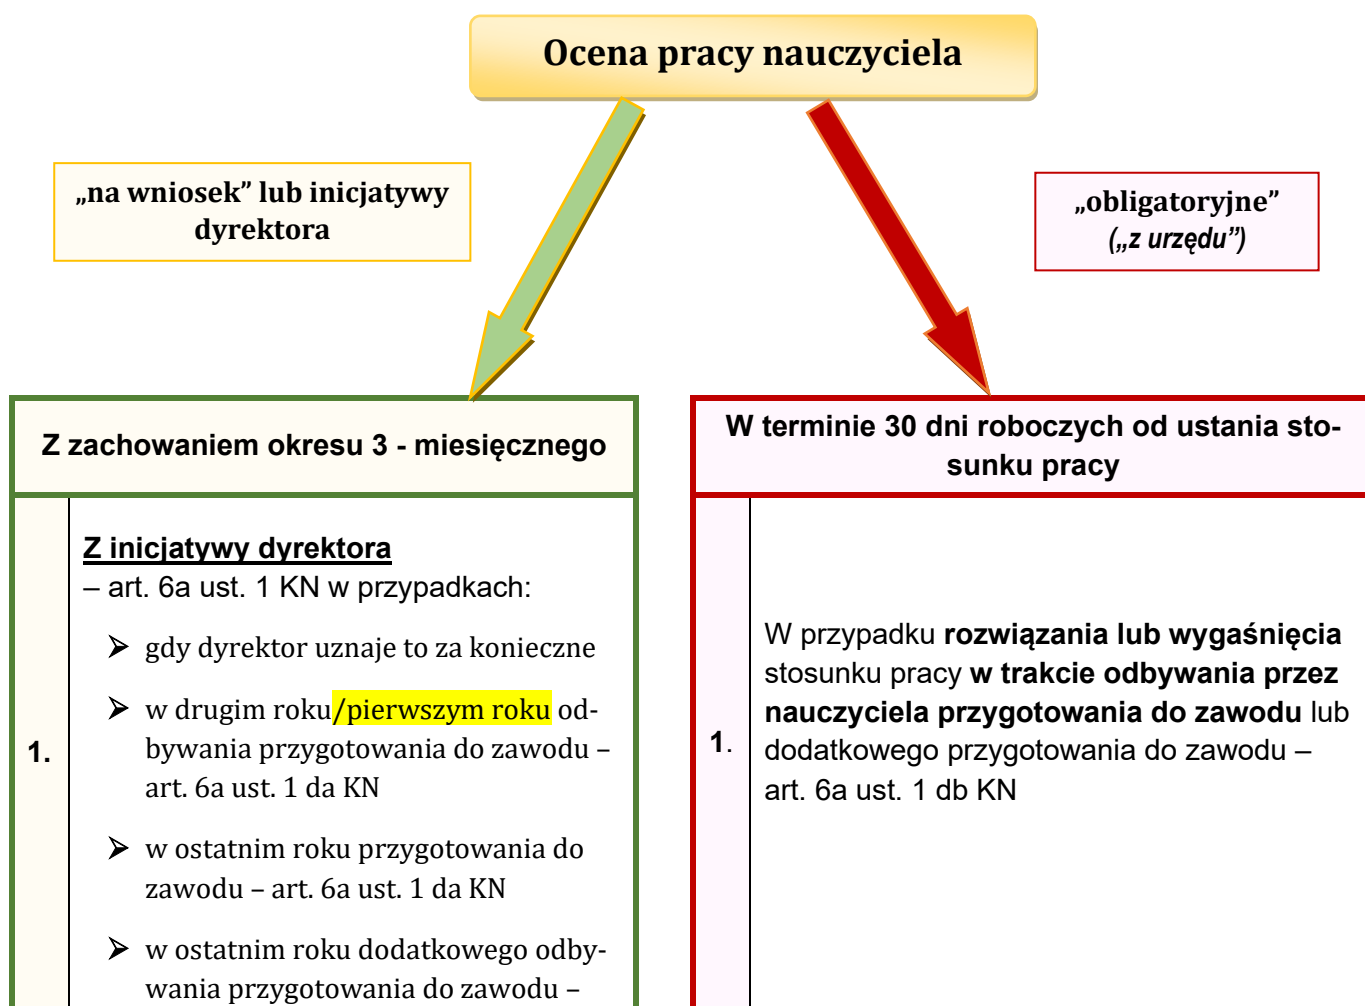 Ocena pracy nauczyciela
„na wniosek” lub inicjatywy
dyrektora
„obligatoryjne”
(„z urzędu”)
Z zachowaniem okresu 3 - miesięcznego
1.
Z inicjatywy dyrektora
– art. 6a ust. 1 KN w przypadkach:
➢ gdy dyrektor uznaje to za konieczne
➢ w drugim roku/pierwszym roku od-
bywania przygotowania do zawodu –
art. 6a ust. 1 da KN
➢ w ostatnim roku przygotowania do
zawodu – art. 6a ust. 1 da KN
➢ w ostatnim roku dodatkowego odby-
wania przygotowania do zawodu –
W terminie 30 dni roboczych od ustania sto-
sunku pracy
1.
W przypadku rozwiązania lub wygaśnięcia
stosunku pracy w trakcie odbywania przez
nauczyciela przygotowania do zawodu lub
dodatkowego przygotowania do zawodu –
art. 6a ust. 1 db KN